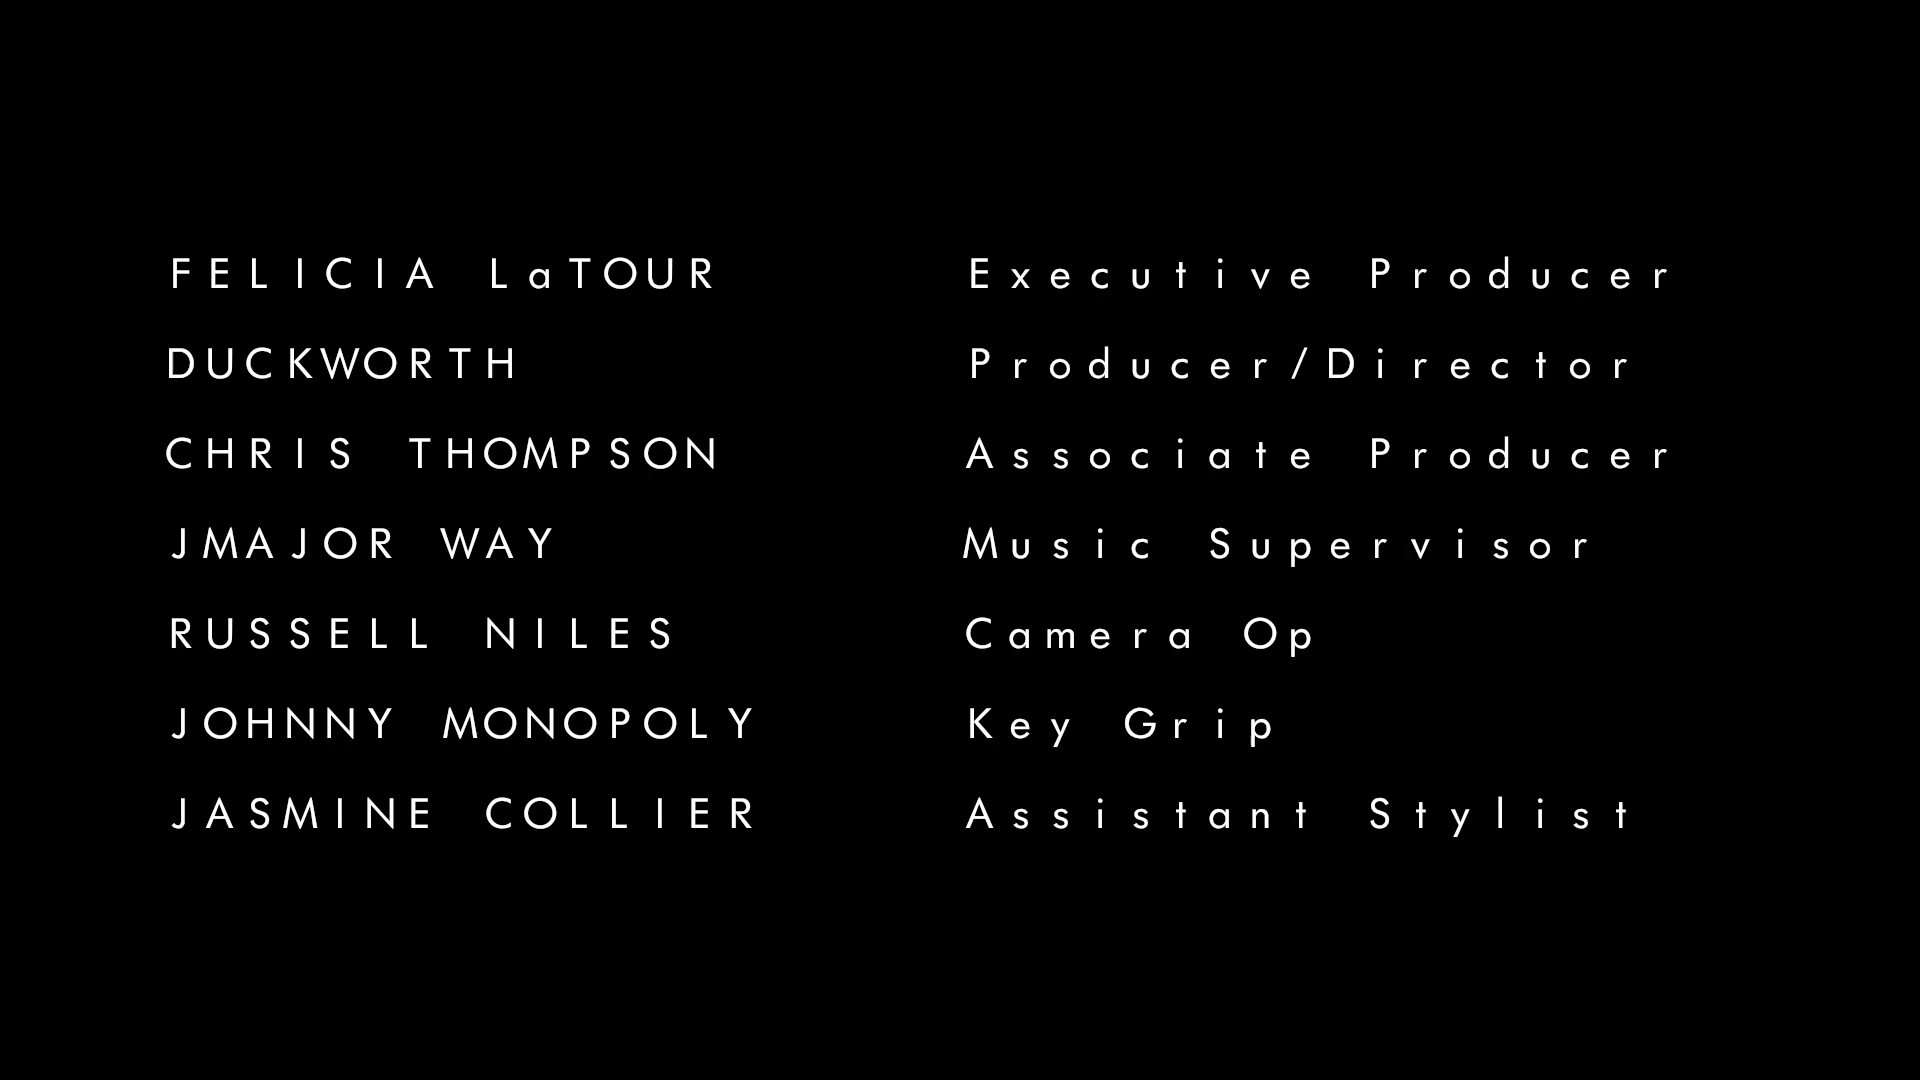 FELICIA LaTOUR Executive Producer
DUCKWORTH Producer/Director
CHRIS THOMPSON Associate Producer
JMAJOR WAY Music Supervisor
RUSSELL NILES Camera Op
JOHNNY MONOPOLY Key Grip
JASMINE COLLIER Assistant Stylist